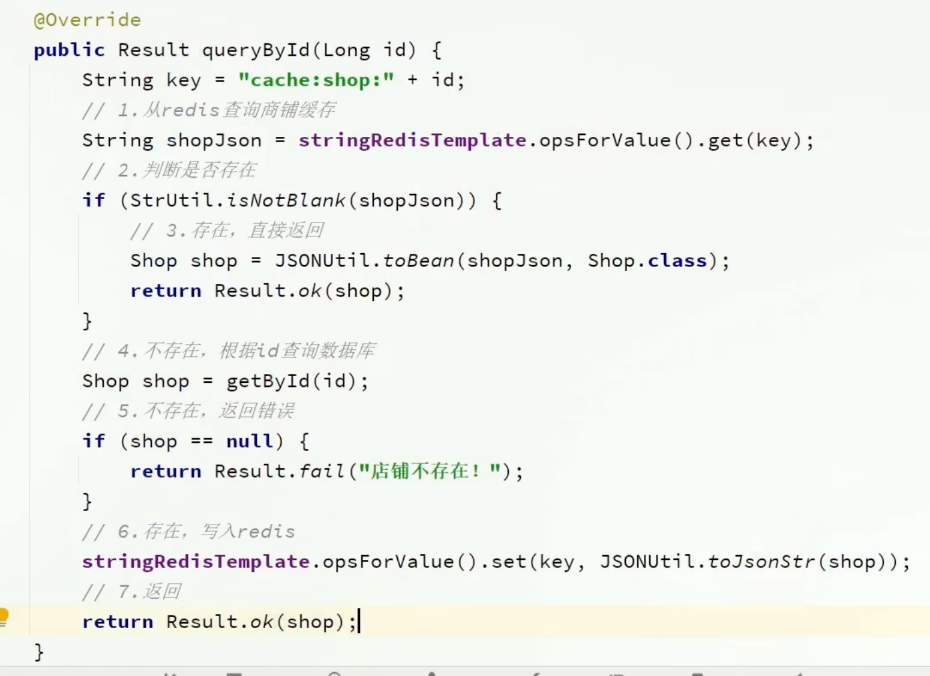 @Override
public Result queryById(Long id) {
    String key = "cache:shop:" + id;
    // 1.从redis查询商铺缓存
    String shopJson = stringRedisTemplate.opsForValue().get(key);
    // 2.判断是否存在
    if (StrUtil.isNotBlank(shopJson)) {
        // 3.存在，直接返回
        Shop shop = JSONUtil.toBean(shopJson, Shop.class);
        return Result.ok(shop);
    }
    // 4.不存在，根据id查询数据库
    Shop shop = getById(id);
    // 5.不存在，返回错误
    if (shop == null) {
        return Result.fail("店铺不存在！");
    }
    // 6.存在，写入redis
    stringRedisTemplate.opsForValue().set(key, JSONUtil.toJsonStr(shop));
    // 7.返回
    return Result.ok(shop);
}